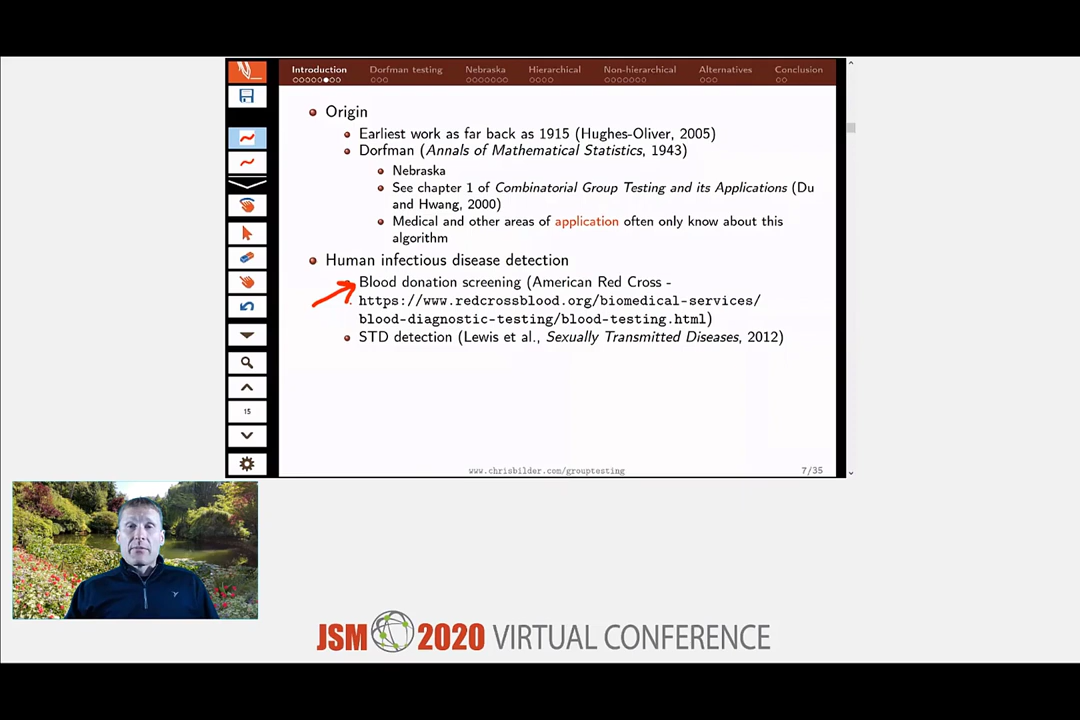 Introduction Dorfman testing Nebraska Hierarchical Non-hierarchical Alternatives Conclusion
Origin
Earliest work as far back as 1915 (Hughes-Oliver, 2005)
Dorfman (Annals of Mathematical Statistics, 1943)
Nebraska
See chapter 1 of Combinatorial Group Testing and its Applications (Du
and Hwang, 2000)
Medical and other areas of application often only know about this
algorithm
Human infectious disease detection
Blood donation screening (American Red Cross -
https://www.redcrossblood.org/biomedical-services/
blood-diagnostic-testing/blood-testing.html)
STD detection (Lewis et al., Sexually Transmitted Diseases, 2012)
15
www.chrisbilder.com/grouptesting 7/35
JSM 2020 VIRTUAL CONFERENCE